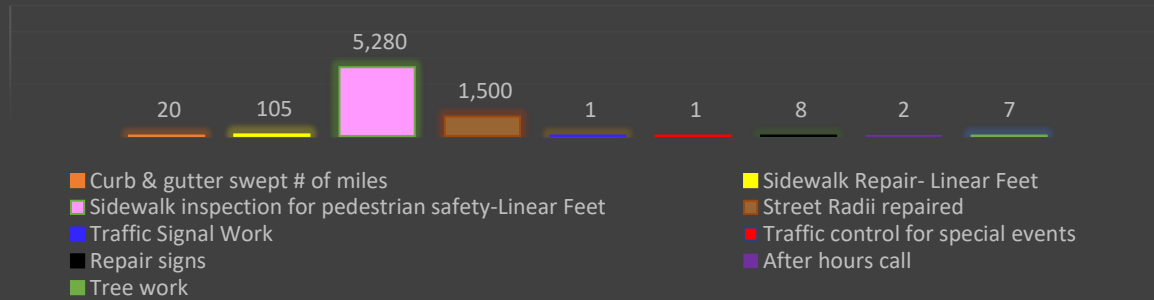 5,280
1,500
20 105 1 1 8 2 7
Curb & gutter swept # of miles Sidewalk Repair- Linear Feet
Sidewalk inspection for pedestrian safety-Linear Feet Street Radii repaired
Traffic Signal Work Traffic control for special events
Repair signs After hours call
Tree work